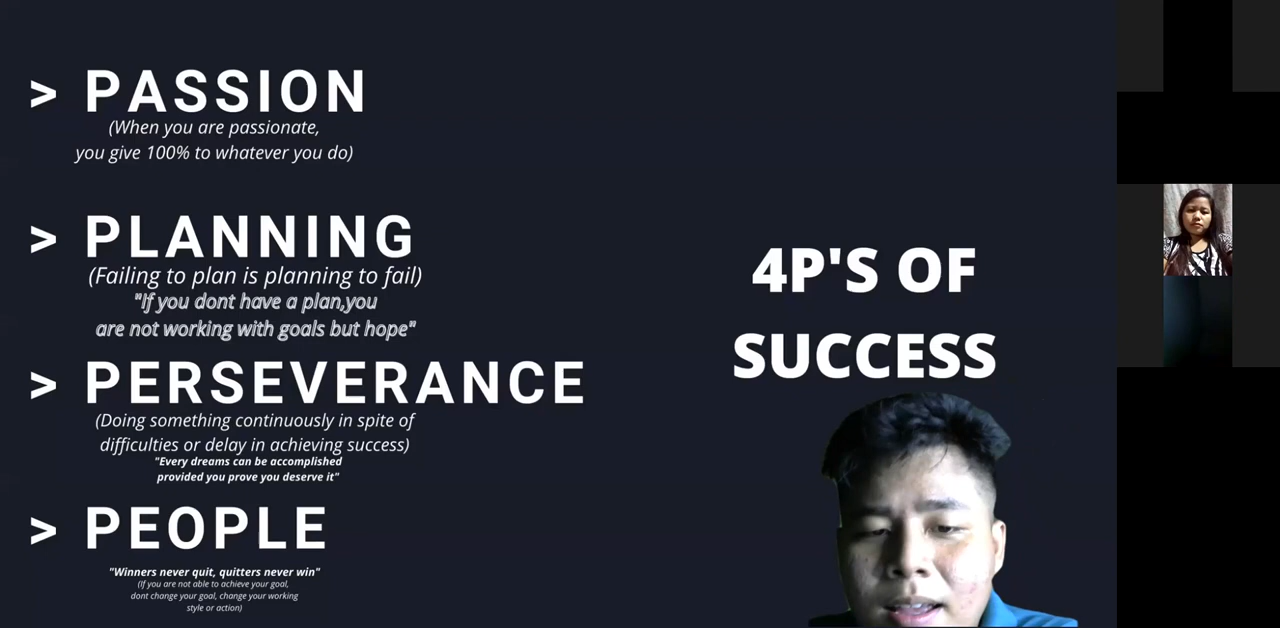 > PASSION
(When you are passionate,
you give 100% to whatever you do)
> PLANNING
(Failing to plan is planning to fail)
"If you dont have a plan,you
are not working with goals but hope"
> PERSEVERANCE
(Doing something continuously in spite of
difficulties or delay in achieving success)
"Every dreams can be accomplished
provided you prove you deserve it"
> PEOPLE
"Winners never quit, quitters never win"
(If you are not able to achieve your goal,
dont change your goal, change your working
style or action)
4P'S OF
SUCCESS